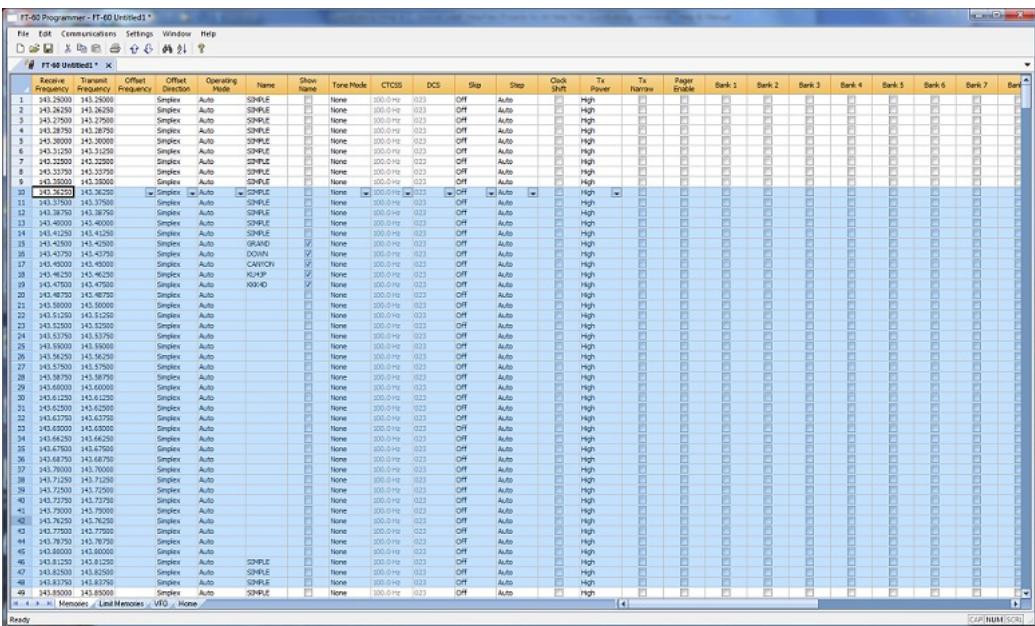 FT-60 Programmer - FT-60 Untitled1 *
File Edit Communications Settings Window Help
FT-60 Untitled1 *
Receive Frequency Transmit Frequency Offset Frequency Offset Direction Operating Mode Name Show Name Tone Mode CTCSS DCS Skip Step Clock Shift Tx Power Tx Narrow Pager Enable Bank 1 Bank 2 Bank 3 Bank 4 Bank 5 Bank 6 Bank 7 Bank
1 143.25000 143.25000 Simplex Auto SIMPLE None 100.0 Hz 023 Off Auto High
2 143.26250 143.26250 Simplex Auto SIMPLE None 100.0 Hz 023 Off Auto High
3 143.27500 143.27500 Simplex Auto SIMPLE None 100.0 Hz 023 Off Auto High
4 143.28750 143.28750 Simplex Auto SIMPLE None 100.0 Hz 023 Off Auto High
5 143.30000 143.30000 Simplex Auto SIMPLE None 100.0 Hz 023 Off Auto High
6 143.31250 143.31250 Simplex Auto SIMPLE None 100.0 Hz 023 Off Auto High
7 143.32500 143.32500 Simplex Auto SIMPLE None 100.0 Hz 023 Off Auto High
8 143.33750 143.33750 Simplex Auto SIMPLE None 100.0 Hz 023 Off Auto High
9 143.35000 143.35000 Simplex Auto SIMPLE None 100.0 Hz 023 Off Auto High
10 143.36250 143.36250 Simplex Auto SIMPLE None 100.0 Hz 023 Off Auto High
11 143.37500 143.37500 Simplex Auto SIMPLE None 100.0 Hz 023 Off Auto High
12 143.38750 143.38750 Simplex Auto SIMPLE None 100.0 Hz 023 Off Auto High
13 143.40000 143.40000 Simplex Auto SIMPLE None 100.0 Hz 023 Off Auto High
14 143.41250 143.41250 Simplex Auto SIMPLE None 100.0 Hz 023 Off Auto High
15 143.42500 143.42500 Simplex Auto GRAND None 100.0 Hz 023 Off Auto High
16 143.43750 143.43750 Simplex Auto DOWN None 100.0 Hz 023 Off Auto High
17 143.45000 143.45000 Simplex Auto CANYON None 100.0 Hz 023 Off Auto High
18 143.46250 143.46250 Simplex Auto None 100.0 Hz 023 Off Auto High
19 143.47500 143.47500 Simplex Auto None 100.0 Hz 023 Off Auto High
20 143.48750 143.48750 Simplex Auto None 100.0 Hz 023 Off Auto High
21 143.50000 143.50000 Simplex Auto None 100.0 Hz 023 Off Auto High
22 143.51250 143.51250 Simplex Auto None 100.0 Hz 023 Off Auto High
23 143.52500 143.52500 Simplex Auto None 100.0 Hz 023 Off Auto High
24 143.53750 143.53750 Simplex Auto None 100.0 Hz 023 Off Auto High
25 143.55000 143.55000 Simplex Auto None 100.0 Hz 023 Off Auto High
26 143.56250 143.56250 Simplex Auto None 100.0 Hz 023 Off Auto High
27 143.57500 143.57500 Simplex Auto None 100.0 Hz 023 Off Auto High
28 143.58750 143.58750 Simplex Auto None 100.0 Hz 023 Off Auto High
29 143.60000 143.60000 Simplex Auto None 100.0 Hz 023 Off Auto High
30 143.61250 143.61250 Simplex Auto None 100.0 Hz 023 Off Auto High
31 143.62500 143.62500 Simplex Auto None 100.0 Hz 023 Off Auto High
32 143.63750 143.63750 Simplex Auto None 100.0 Hz 023 Off Auto High
33 143.65000 143.65000 Simplex Auto None 100.0 Hz 023 Off Auto High
34 143.66250 143.66250 Simplex Auto None 100.0 Hz 023 Off Auto High
35 143.67500 143.67500 Simplex Auto None 100.0 Hz 023 Off Auto High
36 143.68750 143.68750 Simplex Auto None 100.0 Hz 023 Off Auto High
37 143.70000 143.70000 Simplex Auto None 100.0 Hz 023 Off Auto High
38 143.71250 143.71250 Simplex Auto None 100.0 Hz 023 Off Auto High
39 143.72500 143.72500 Simplex Auto None 100.0 Hz 023 Off Auto High
40 143.73750 143.73750 Simplex Auto None 100.0 Hz 023 Off Auto High
41 143.75000 143.75000 Simplex Auto None 100.0 Hz 023 Off Auto High
42 143.76250 143.76250 Simplex Auto None 100.0 Hz 023 Off Auto High
43 143.77500 143.77500 Simplex Auto None 100.0 Hz 023 Off Auto High
44 143.78750 143.78750 Simplex Auto None 100.0 Hz 023 Off Auto High
45 143.80000 143.80000 Simplex Auto None 100.0 Hz 023 Off Auto High
46 143.81250 143.81250 Simplex Auto SIMPLE None 100.0 Hz 023 Off Auto High
47 143.82500 143.82500 Simplex Auto SIMPLE None 100.0 Hz 023 Off Auto High
48 143.83750 143.83750 Simplex Auto SIMPLE None 100.0 Hz 023 Off Auto High
49 143.85000 143.85000 Simplex Auto SIMPLE None 100.0 Hz 023 Off Auto High
Memories Limit Memories VFO Home
Ready CAP NUM SCRL